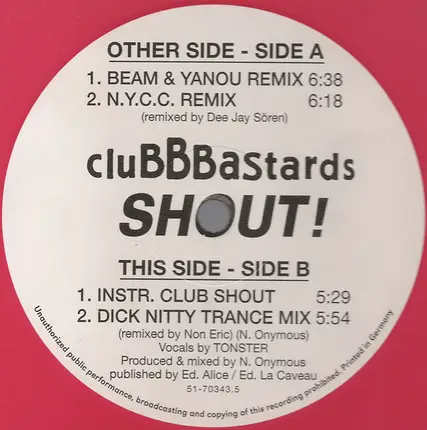 OTHER SIDE - SIDE A
1. BEAM & YANOU REMIX 6:38
2. N.Y.C.C. REMIX 6:18
(remixed by Dee Jay Sören)
cluBBBastards
SHOUT!
THIS SIDE - SIDE B
1. INSTR. CLUB SHOUT 5:29
2. DICK NITTY TRANCE MIX 5:54
(remixed by Non Eric) (N. Onymous)
Vocals by TONSTER
Produced & mixed by N. Onymous
published by Ed. Alice / Ed. La Caveau
51-70343.5
Unauthorized public performance, broadcasting and copying of this recording prohibited. Printed in Germany